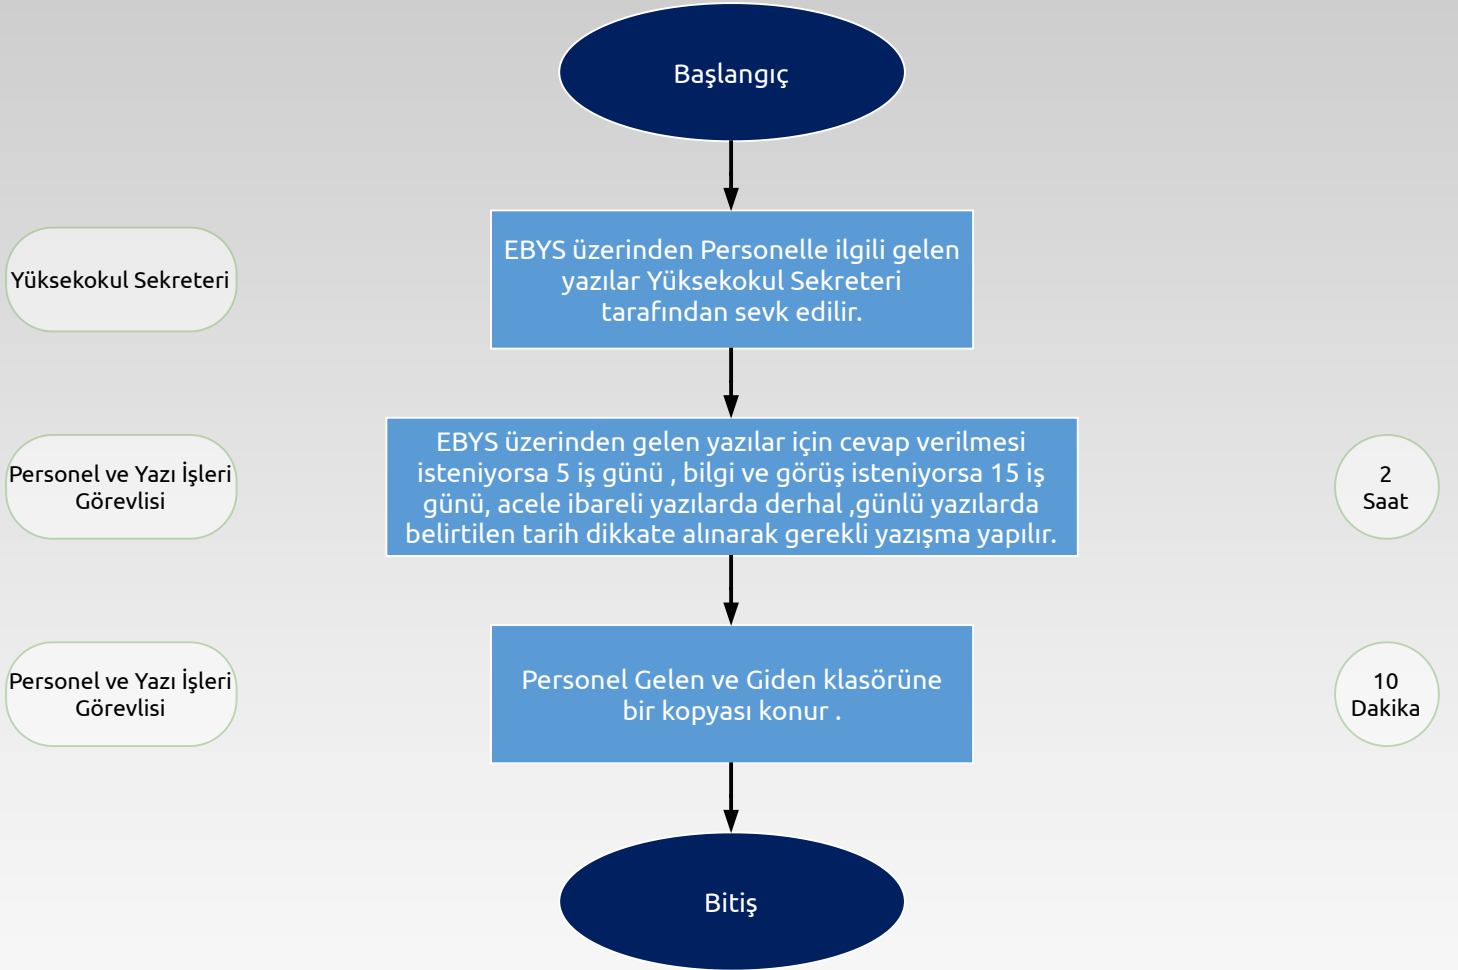 Başlangıç
Yüksekokul Sekreteri
EBYS üzerinden Personelle ilgili gelen
yazılar Yüksekokul Sekreteri
tarafından sevk edilir.
Personel ve Yazı İşleri
Görevlisi
EBYS üzerinden gelen yazılar için cevap verilmesi
isteniyorsa 5 iş günü , bilgi ve görüş isteniyorsa 15 iş
günü, acele ibareli yazılarda derhal ,günlü yazılarda
belirtilen tarih dikkate alınarak gerekli yazışma yapılır.
2
Saat
Personel ve Yazı İşleri
Görevlisi
Personel Gelen ve Giden klasörüne
bir kopyası konur .
10
Dakika
Bitiş